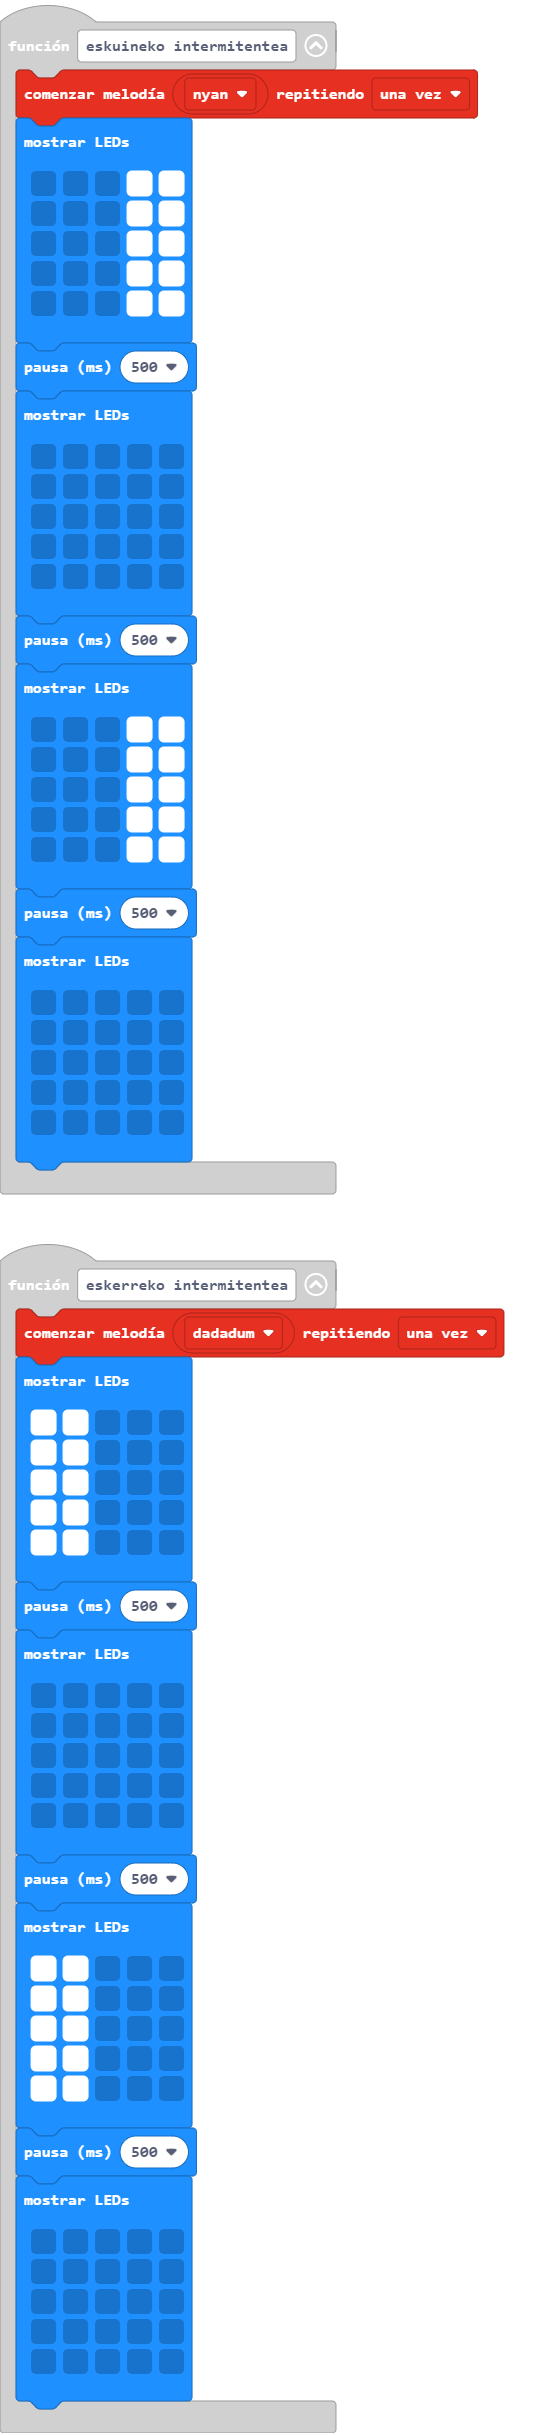 función eskuineko intermitentea
comenzar melodía nyan repitiendo una vez
mostrar LEDs
pausa (ms) 500
mostrar LEDs
pausa (ms) 500
mostrar LEDs
pausa (ms) 500
mostrar LEDs
función eskerreko intermitentea
comenzar melodía dadadum repitiendo una vez
mostrar LEDs
pausa (ms) 500
mostrar LEDs
pausa (ms) 500
mostrar LEDs
pausa (ms) 500
mostrar LEDs